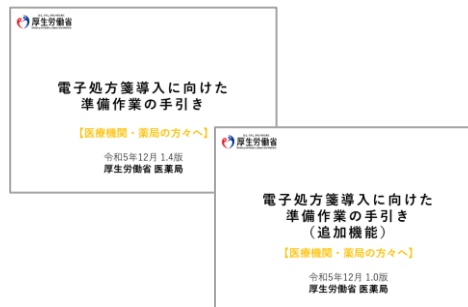 厚生労働省
電子処方箋導入に向けた
準備作業の手引き
【医療機関・薬局の方々へ】
令和5年12月 1.4版
厚生労働省 医薬局
厚生労働省
電子処方箋導入に向けた
準備作業の手引き
（追加機能）
【医療機関・薬局の方々へ】
令和5年12月 1.0版
厚生労働省 医薬局